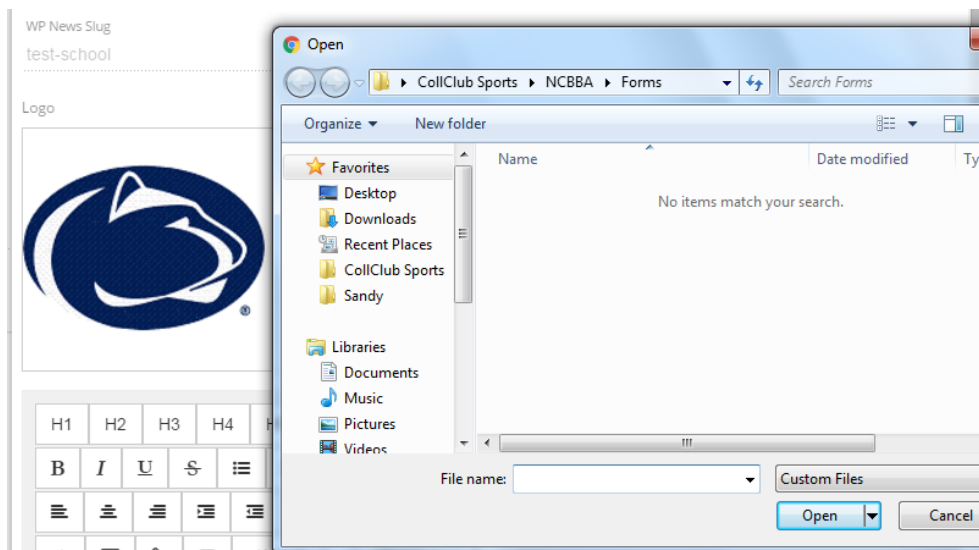 WP News Slug
test-school
Logo
®
H1 H2 H3 H4
B I U S
Open
CollClub Sports NCBBA Forms
Search Forms
Organize New folder
Favorites
Desktop
Downloads
Recent Places
CollClub Sports
Sandy
Libraries
Documents
Music
Pictures
Videos
Name Date modified Ty
No items match your search.
File name:
Custom Files
Open Cancel